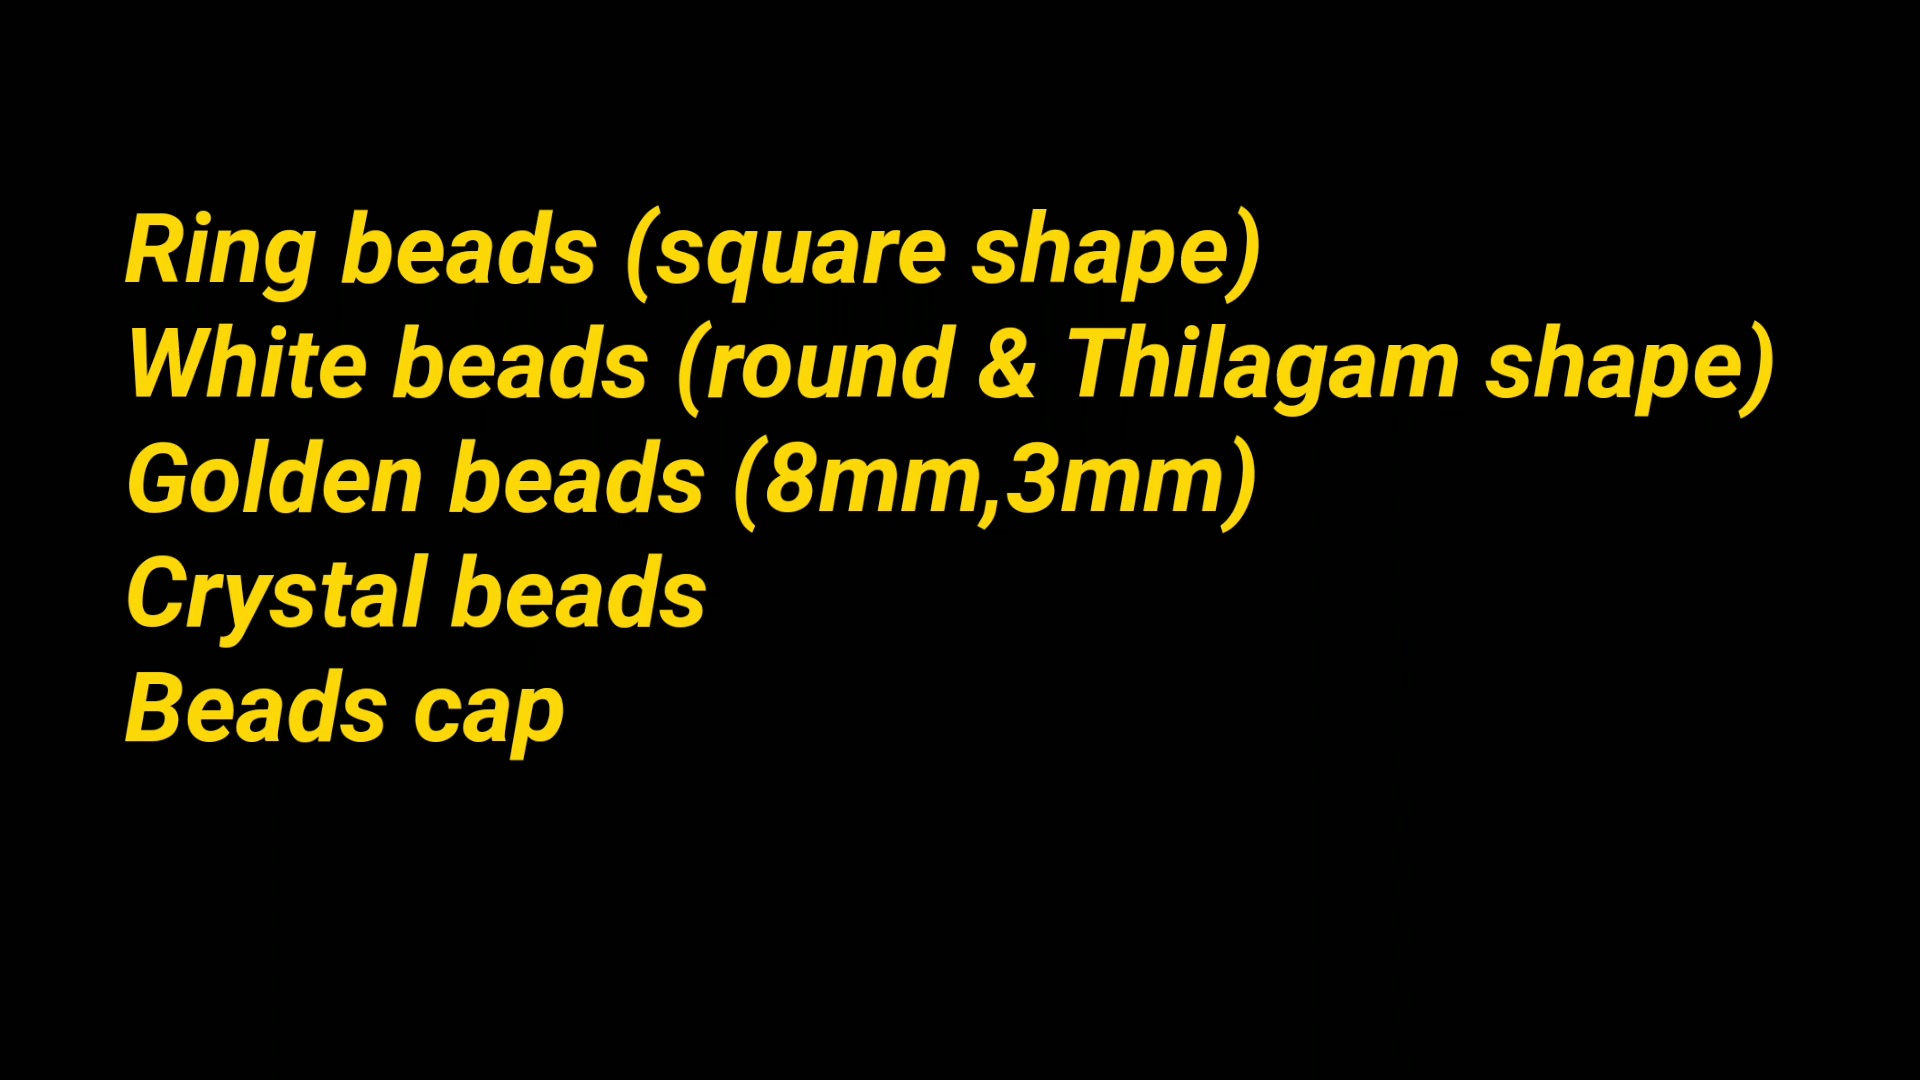 Ring beads (square shape)
White beads (round & Thilagam shape)
Golden beads (8mm,3mm)
Crystal beads
Beads cap